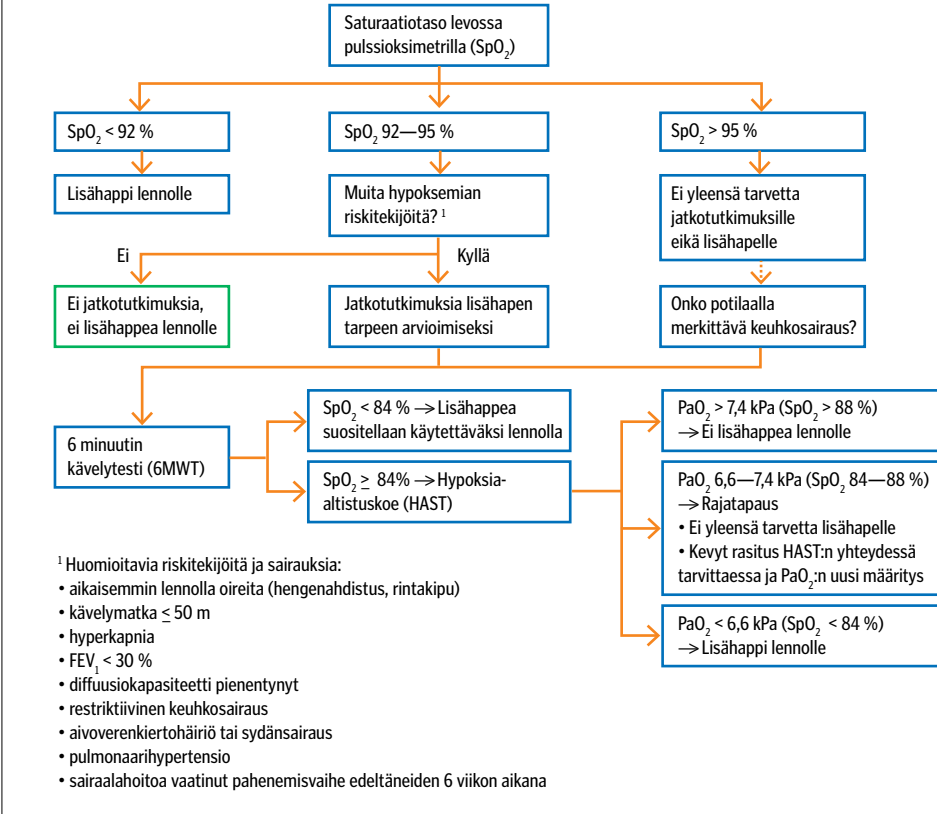 Saturaatiotaso levossa
pulssioksimetrilla (SpO₂)
SpO₂ < 92 %
SpO₂ 92—95 %
SpO₂ > 95 %
Lisähappi lennolle
Muita hypoksemian
riskitekijöitä? ¹
Ei yleensä tarvetta
jatkotutkimuksille
eikä lisähapelle
Ei
Kyllä
Ei jatkotutkimuksia,
ei lisähappea lennolle
Jatkotutkimuksia lisähapen
tarpeen arvioimiseksi
Onko potilaalla
merkittävä keuhkosairaus?
6 minuutin
kävelytesti (6MWT)
SpO₂ < 84 % → Lisähappea
suositellaan käytettäväksi lennolla
SpO₂ ≥ 84% → Hypoksia-
altistuskoe (HAST)
PaO₂ > 7,4 kPa (SpO₂ > 88 %)
→ Ei lisähappea lennolle
PaO₂ 6,6—7,4 kPa (SpO₂ 84—88 %)
→ Rajatapaus
• Ei yleensä tarvetta lisähapelle
• Kevyt rasitus HAST:n yhteydessä
tarvittaessa ja PaO₂:n uusi määritys
PaO₂ < 6,6 kPa (SpO₂ < 84 %)
→ Lisähappi lennolle
¹ Huomioitavia riskitekijöitä ja sairauksia:
• aikaisemmin lennolla oireita (hengenahdistus, rintakipu)
• kävelymatka ≤ 50 m
• hyperkapnia
• FEV₁ < 30 %
• diffuusiokapasiteetti pienentynyt
• restriktiivinen keuhkosairaus
• aivoverenkiertohäiriö tai sydänsairaus
• pulmonaarihypertensio
• sairaalahoitoa vaatinut pahenemisvaihe edeltäneiden 6 viikon aikana